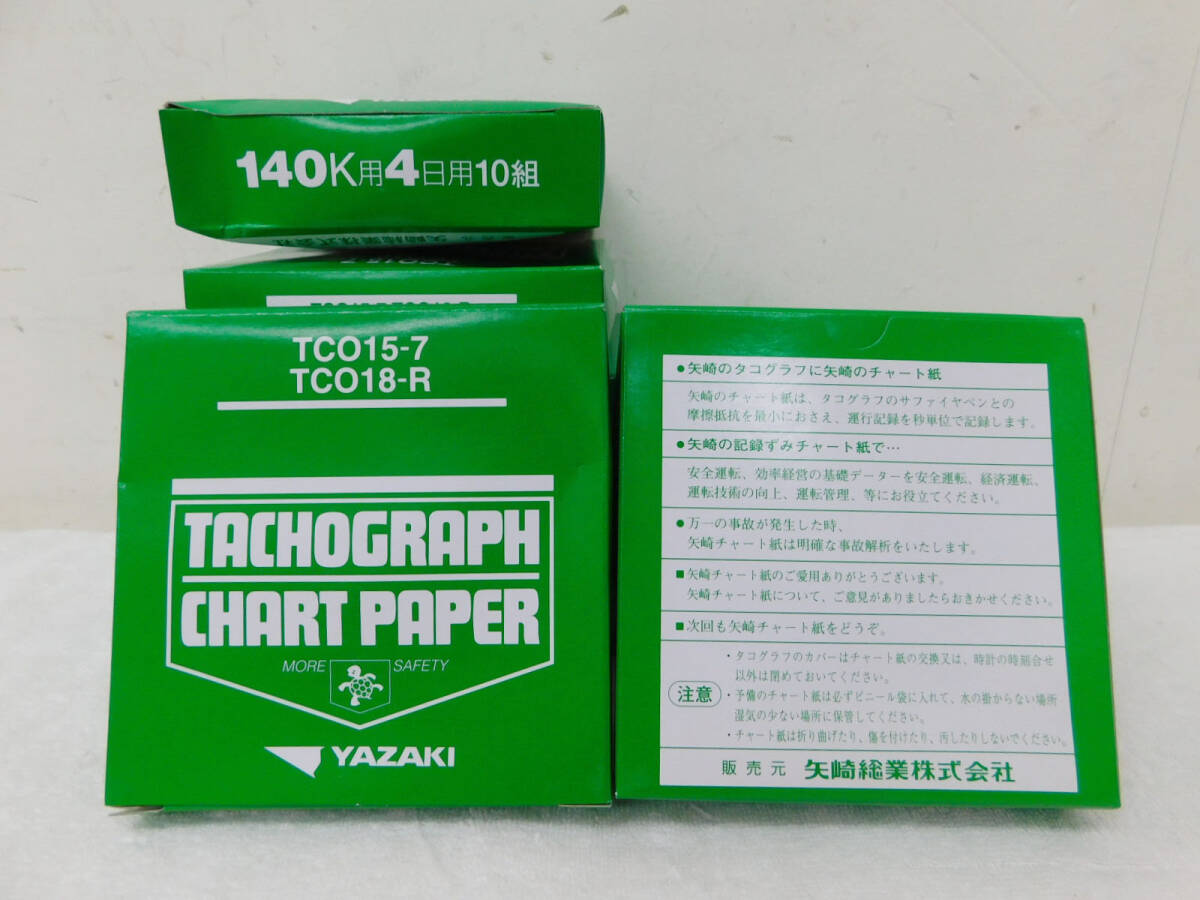 140K用4日用10組
矢崎総業株式会社
TCO15-7
TCO15-7
TCO18-R
TACHOGRAPH
CHART PAPER
MORE SAFETY
YAZAKI
●矢崎のタコグラフに矢崎のチャート紙
矢崎のチャート紙は、タコグラフのサファイヤペンとの
摩擦抵抗を最小におさえ、運行記録を秒単位で記録します。
●矢崎の記録ずみチャート紙で…
安全運転、効率経営の基礎データーを安全運転、経済運転、
運転技術の向上、運転管理、等にお役立てください。
●万一の事故が発生した時、
矢崎チャート紙は明確な事故解析をいたします。
■矢崎チャート紙のご愛用ありがとうございます。
矢崎チャート紙について、ご意見がありましたらおきかせください。
■次回も矢崎チャート紙をどうぞ。
注意
・タコグラフのカバーはチャート紙の交換又は、時計の時刻合せ
以外は閉めておいてください。
・予備のチャート紙は必ずビニール袋に入れて、水の掛からない場所
湿気の少ない場所に保管してください。
・チャート紙は折り曲げたり、傷を付けたり、汚したりしないでください。
販売元 矢崎総業株式会社